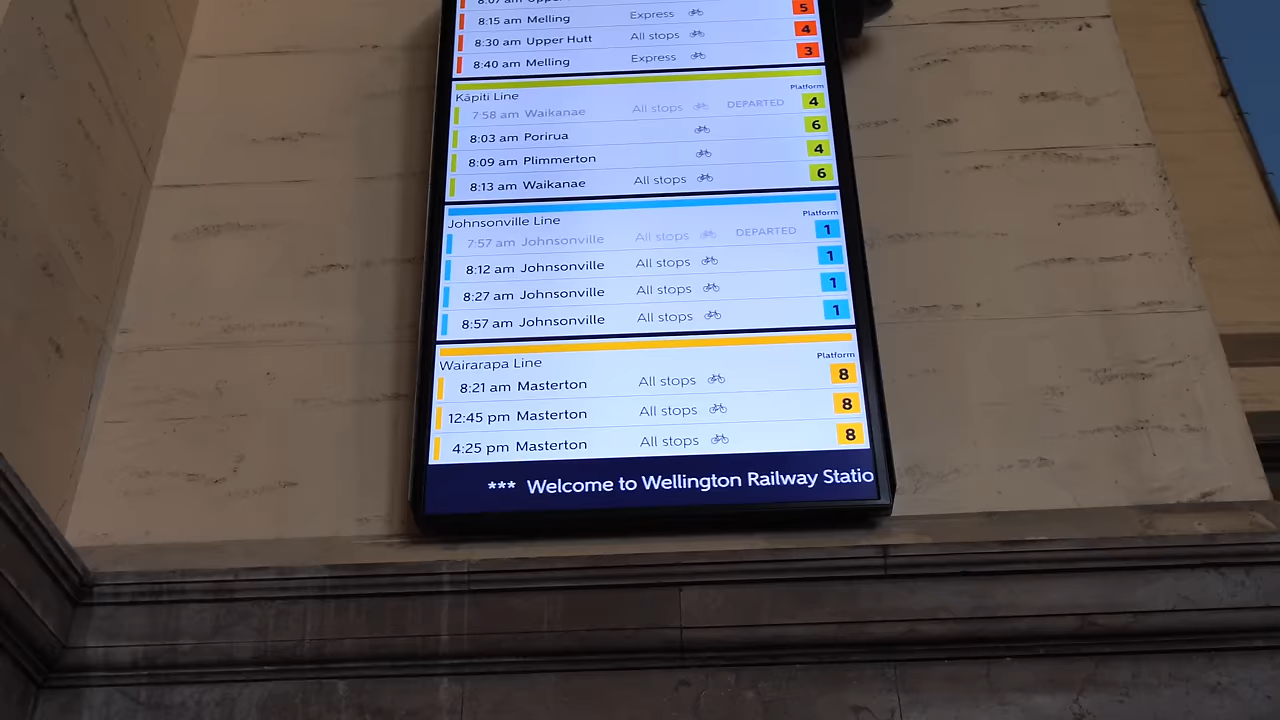 8:07 am Upper
8:15 am Melling Express 5
8:30 am Upper Hutt All stops 4
8:40 am Melling Express 3
Kāpiti Line Platform
7:58 am Waikanae All stops DEPARTED 4
8:03 am Porirua 6
8:09 am Plimmerton 4
8:13 am Waikanae All stops 6
Johnsonville Line Platform
7:57 am Johnsonville All stops DEPARTED 1
8:12 am Johnsonville All stops 1
8:27 am Johnsonville All stops 1
8:57 am Johnsonville All stops 1
Wairarapa Line Platform
8:21 am Masterton All stops 8
12:45 pm Masterton All stops 8
4:25 pm Masterton All stops 8
*** Welcome to Wellington Railway Statio